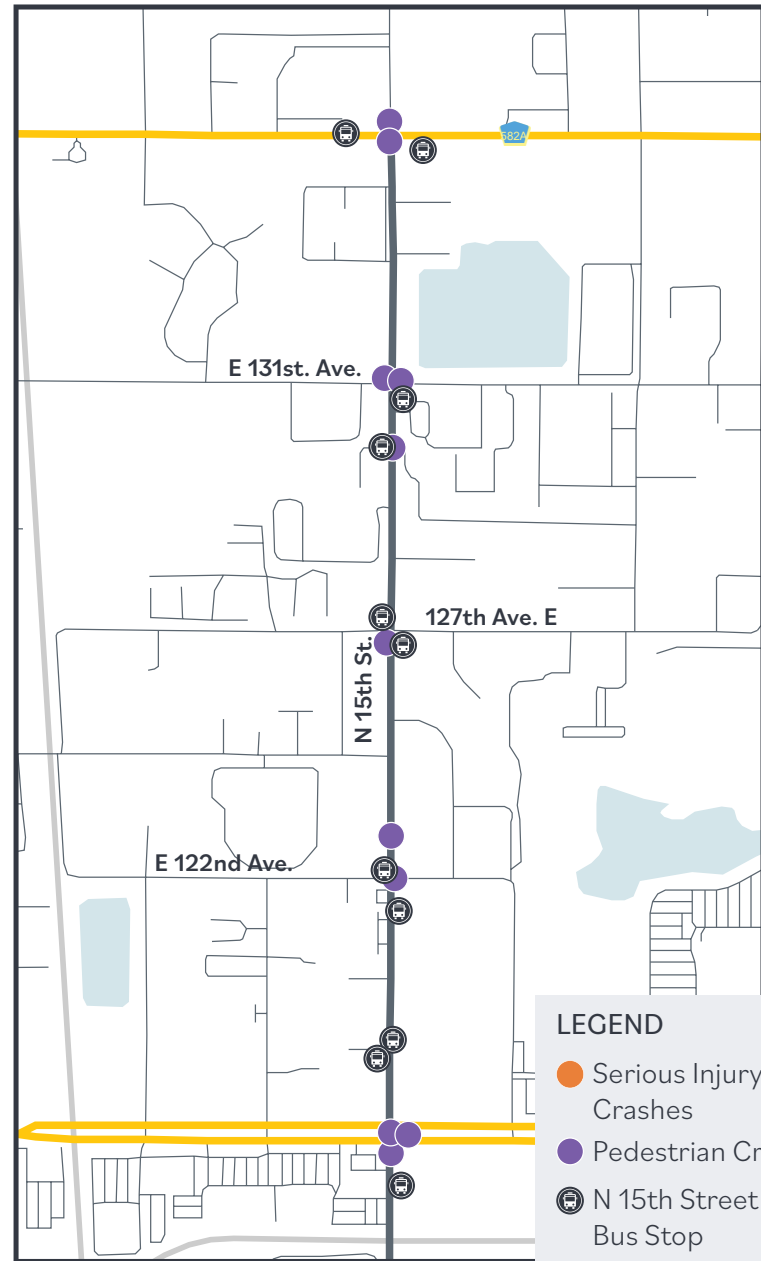 582A
E 131st. Ave.
127th Ave. E
N 15th St.
E 122nd Ave.
LEGEND
Serious Injury
Crashes
Pedestrian Cr
N 15th Street
Bus Stop